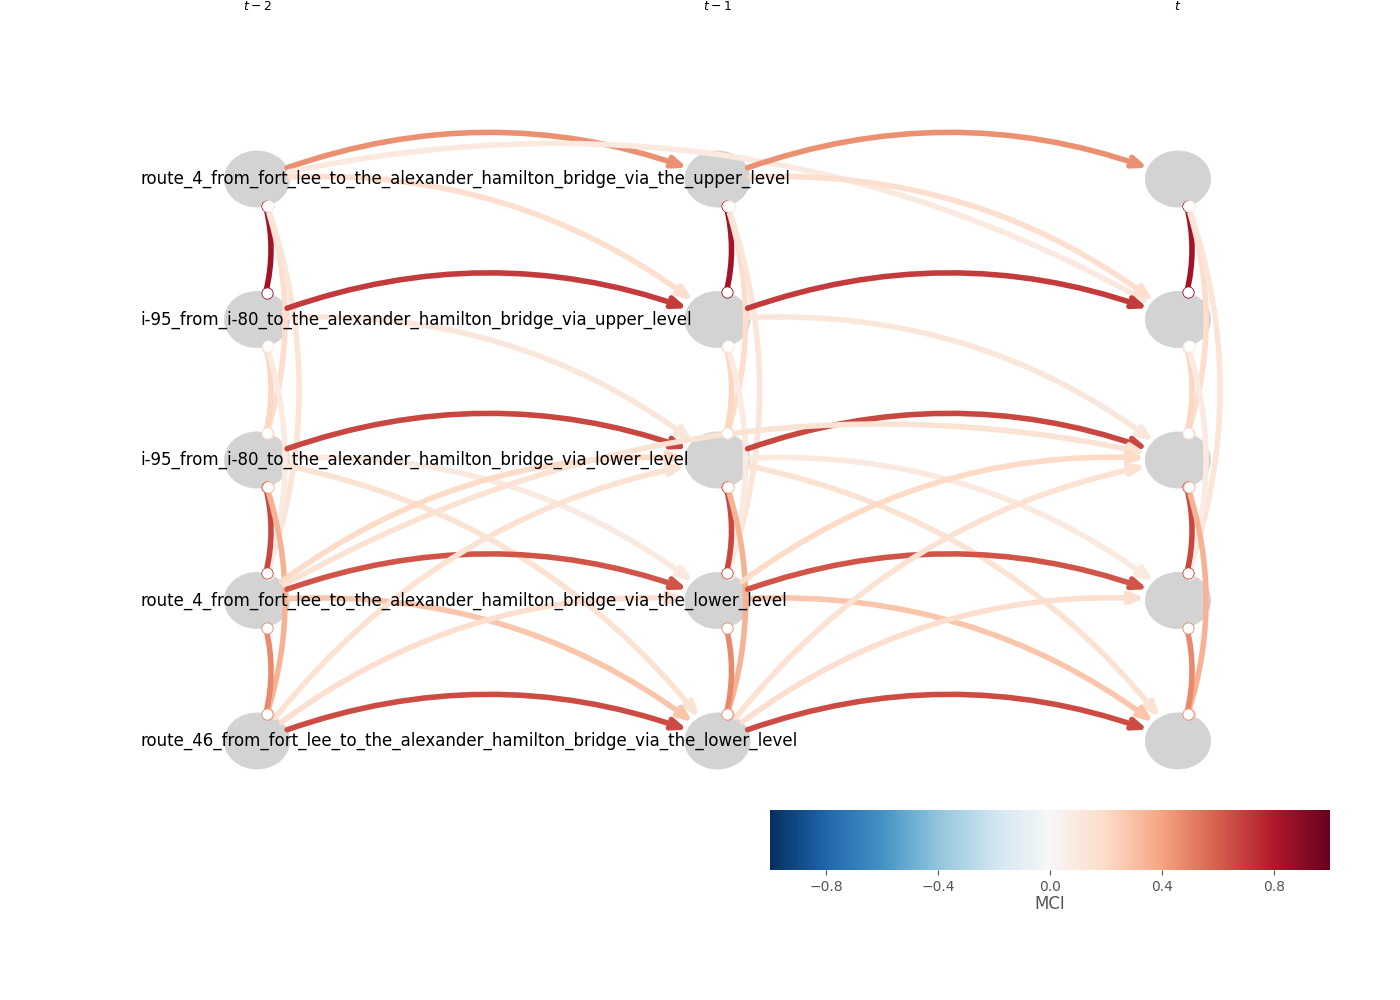 t − 2 t − 1 t
route_4_from_fort_lee_to_the_alexander_hamilton_bridge_via_the_upper_level
i-95_from_i-80_to_the_alexander_hamilton_bridge_via_upper_level
i-95_from_i-80_to_the_alexander_hamilton_bridge_via_lower_level
route_4_from_fort_lee_to_the_alexander_hamilton_bridge_via_the_lower_level
route_46_from_fort_lee_to_the_alexander_hamilton_bridge_via_the_lower_level
−0.8 −0.4 0.0 0.4 0.8
MCI